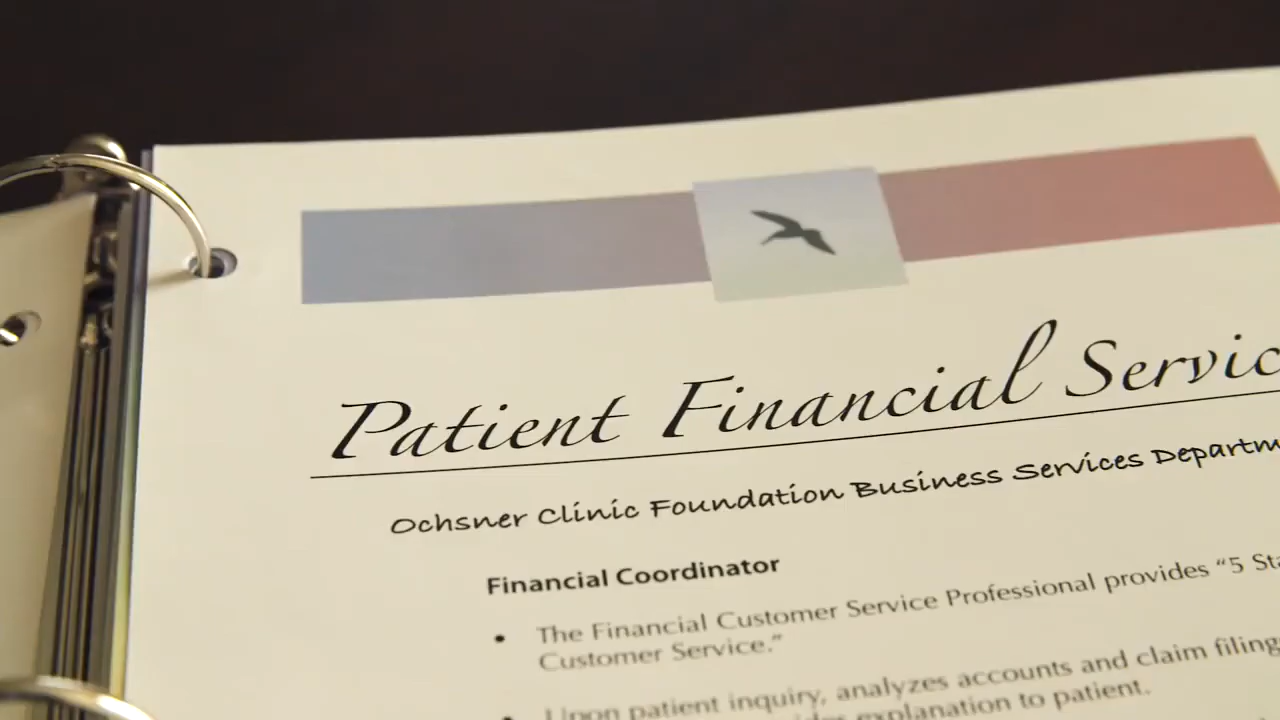 Patient Financial Servic
Ochsner Clinic Foundation Business Services Departm
Financial Coordinator
• The Financial Customer Service Professional provides “5 Sta
Customer Service.”
• Upon patient inquiry, analyzes accounts and claim filing
explanation to patient.